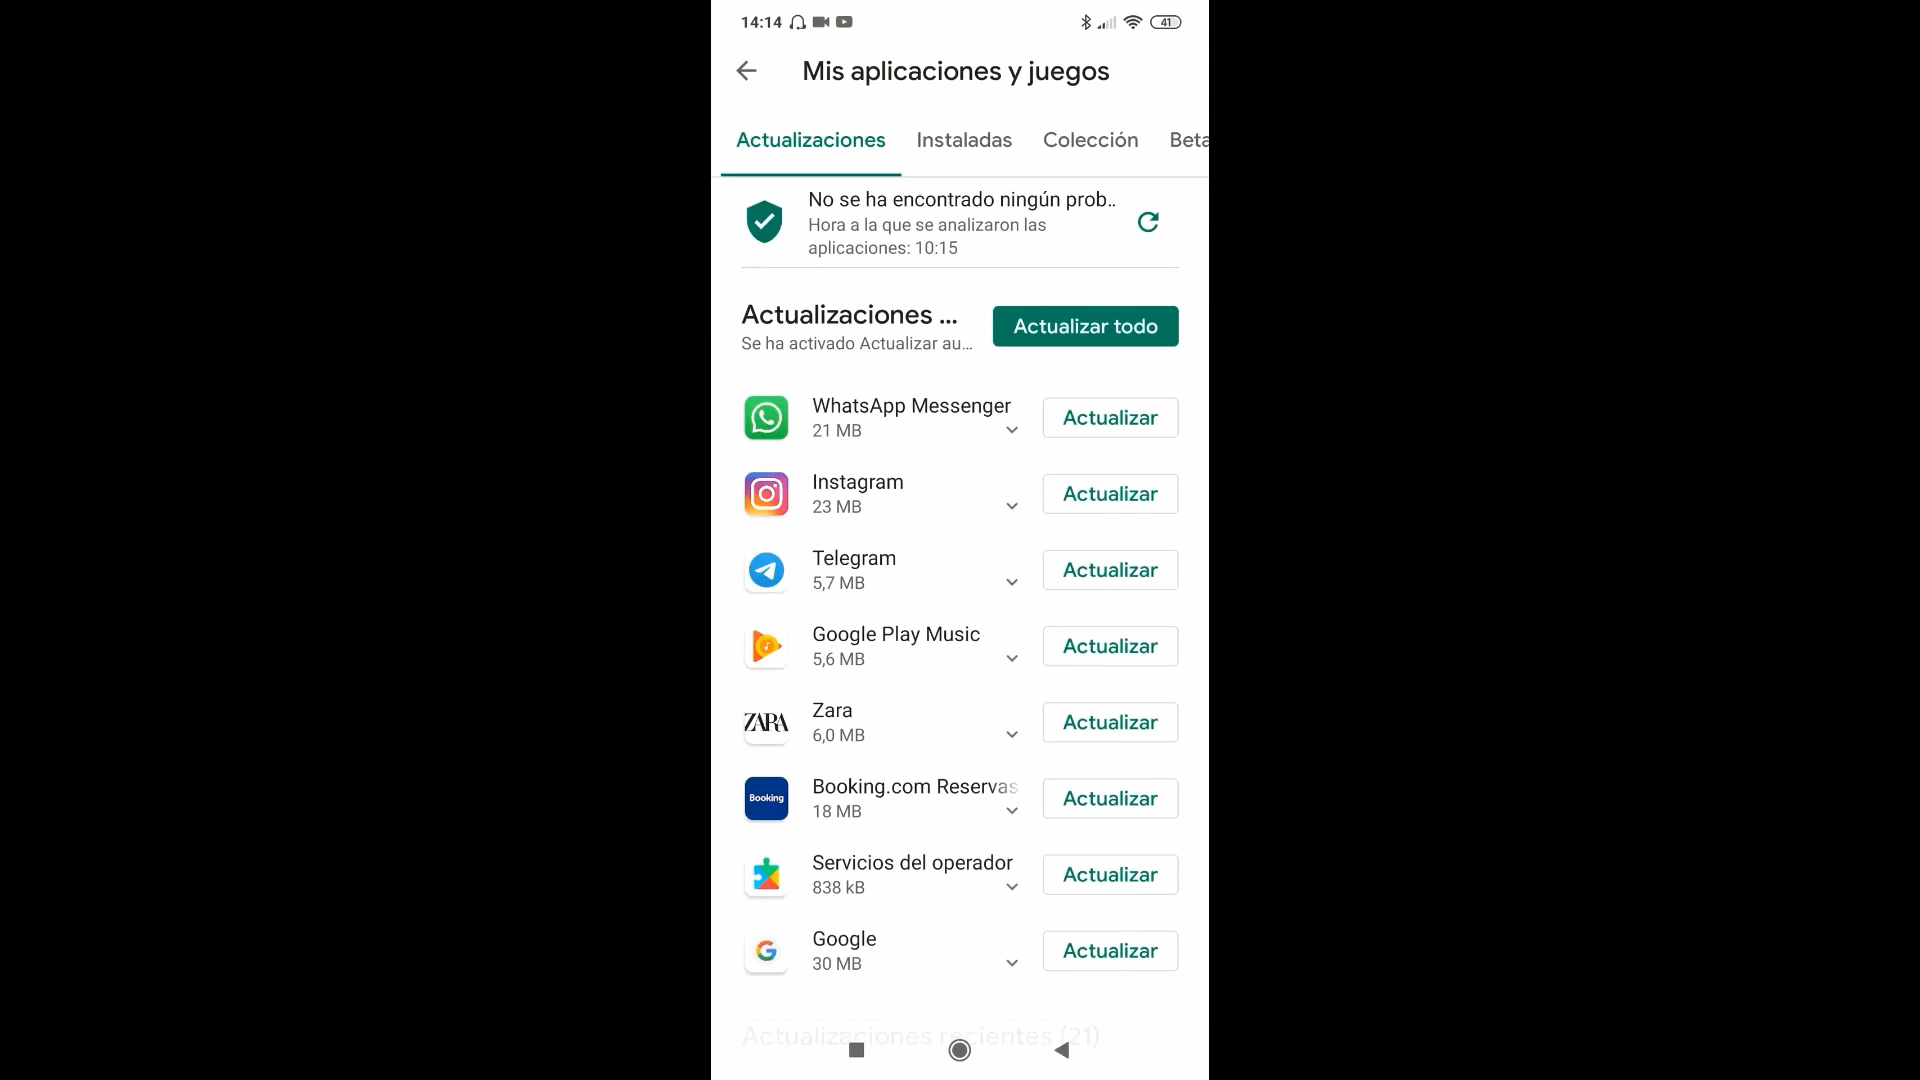 14:14
41
Mis aplicaciones y juegos
Actualizaciones Instaladas Colección Beta
No se ha encontrado ningún prob..
Hora a la que se analizaron las
aplicaciones: 10:15
Actualizaciones ...
Se ha activado Actualizar au...
Actualizar todo
WhatsApp Messenger
21 MB
Actualizar
Instagram
23 MB
Actualizar
Telegram
5,7 MB
Actualizar
Google Play Music
5,6 MB
Actualizar
ZARA
Zara
6,0 MB
Actualizar
Booking
Booking.com Reservas
18 MB
Actualizar
Servicios del operador
838 kB
Actualizar
Google
30 MB
Actualizar
Actualizaciones recientes (21)